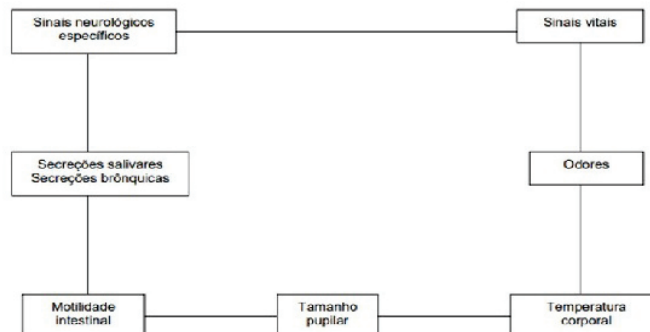 Sinais neurológicos
específicos
Sinais vitais
Secreções salivares
Secreções brônquicas
Odores
Motilidade
intestinal
Tamanho
pupilar
Temperatura
corporal